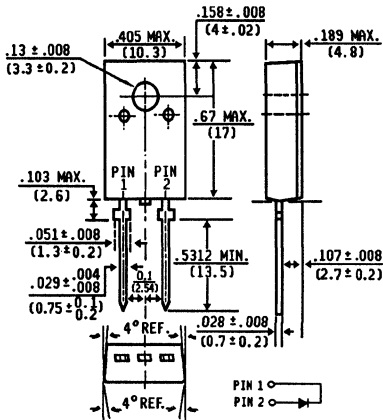 .158±.008
(4±.02)
.405 MAX.
(10.3)
.189 MAX.
(4.8)
.13±.008
(3.3±0.2)
.67 MAX.
(17)
PIN
1
PIN
2
.103 MAX.
(2.6)
.051±.008
(1.3±0.2)
.5312 MIN.
(13.5)
.107±.008
(2.7±0.2)
.029±.004
.008
(0.75±0.1
0.2)
0.1
(2.54)
.028±.008
(0.7±0.2)
4° REF.
4° REF.
PIN 1
PIN 2